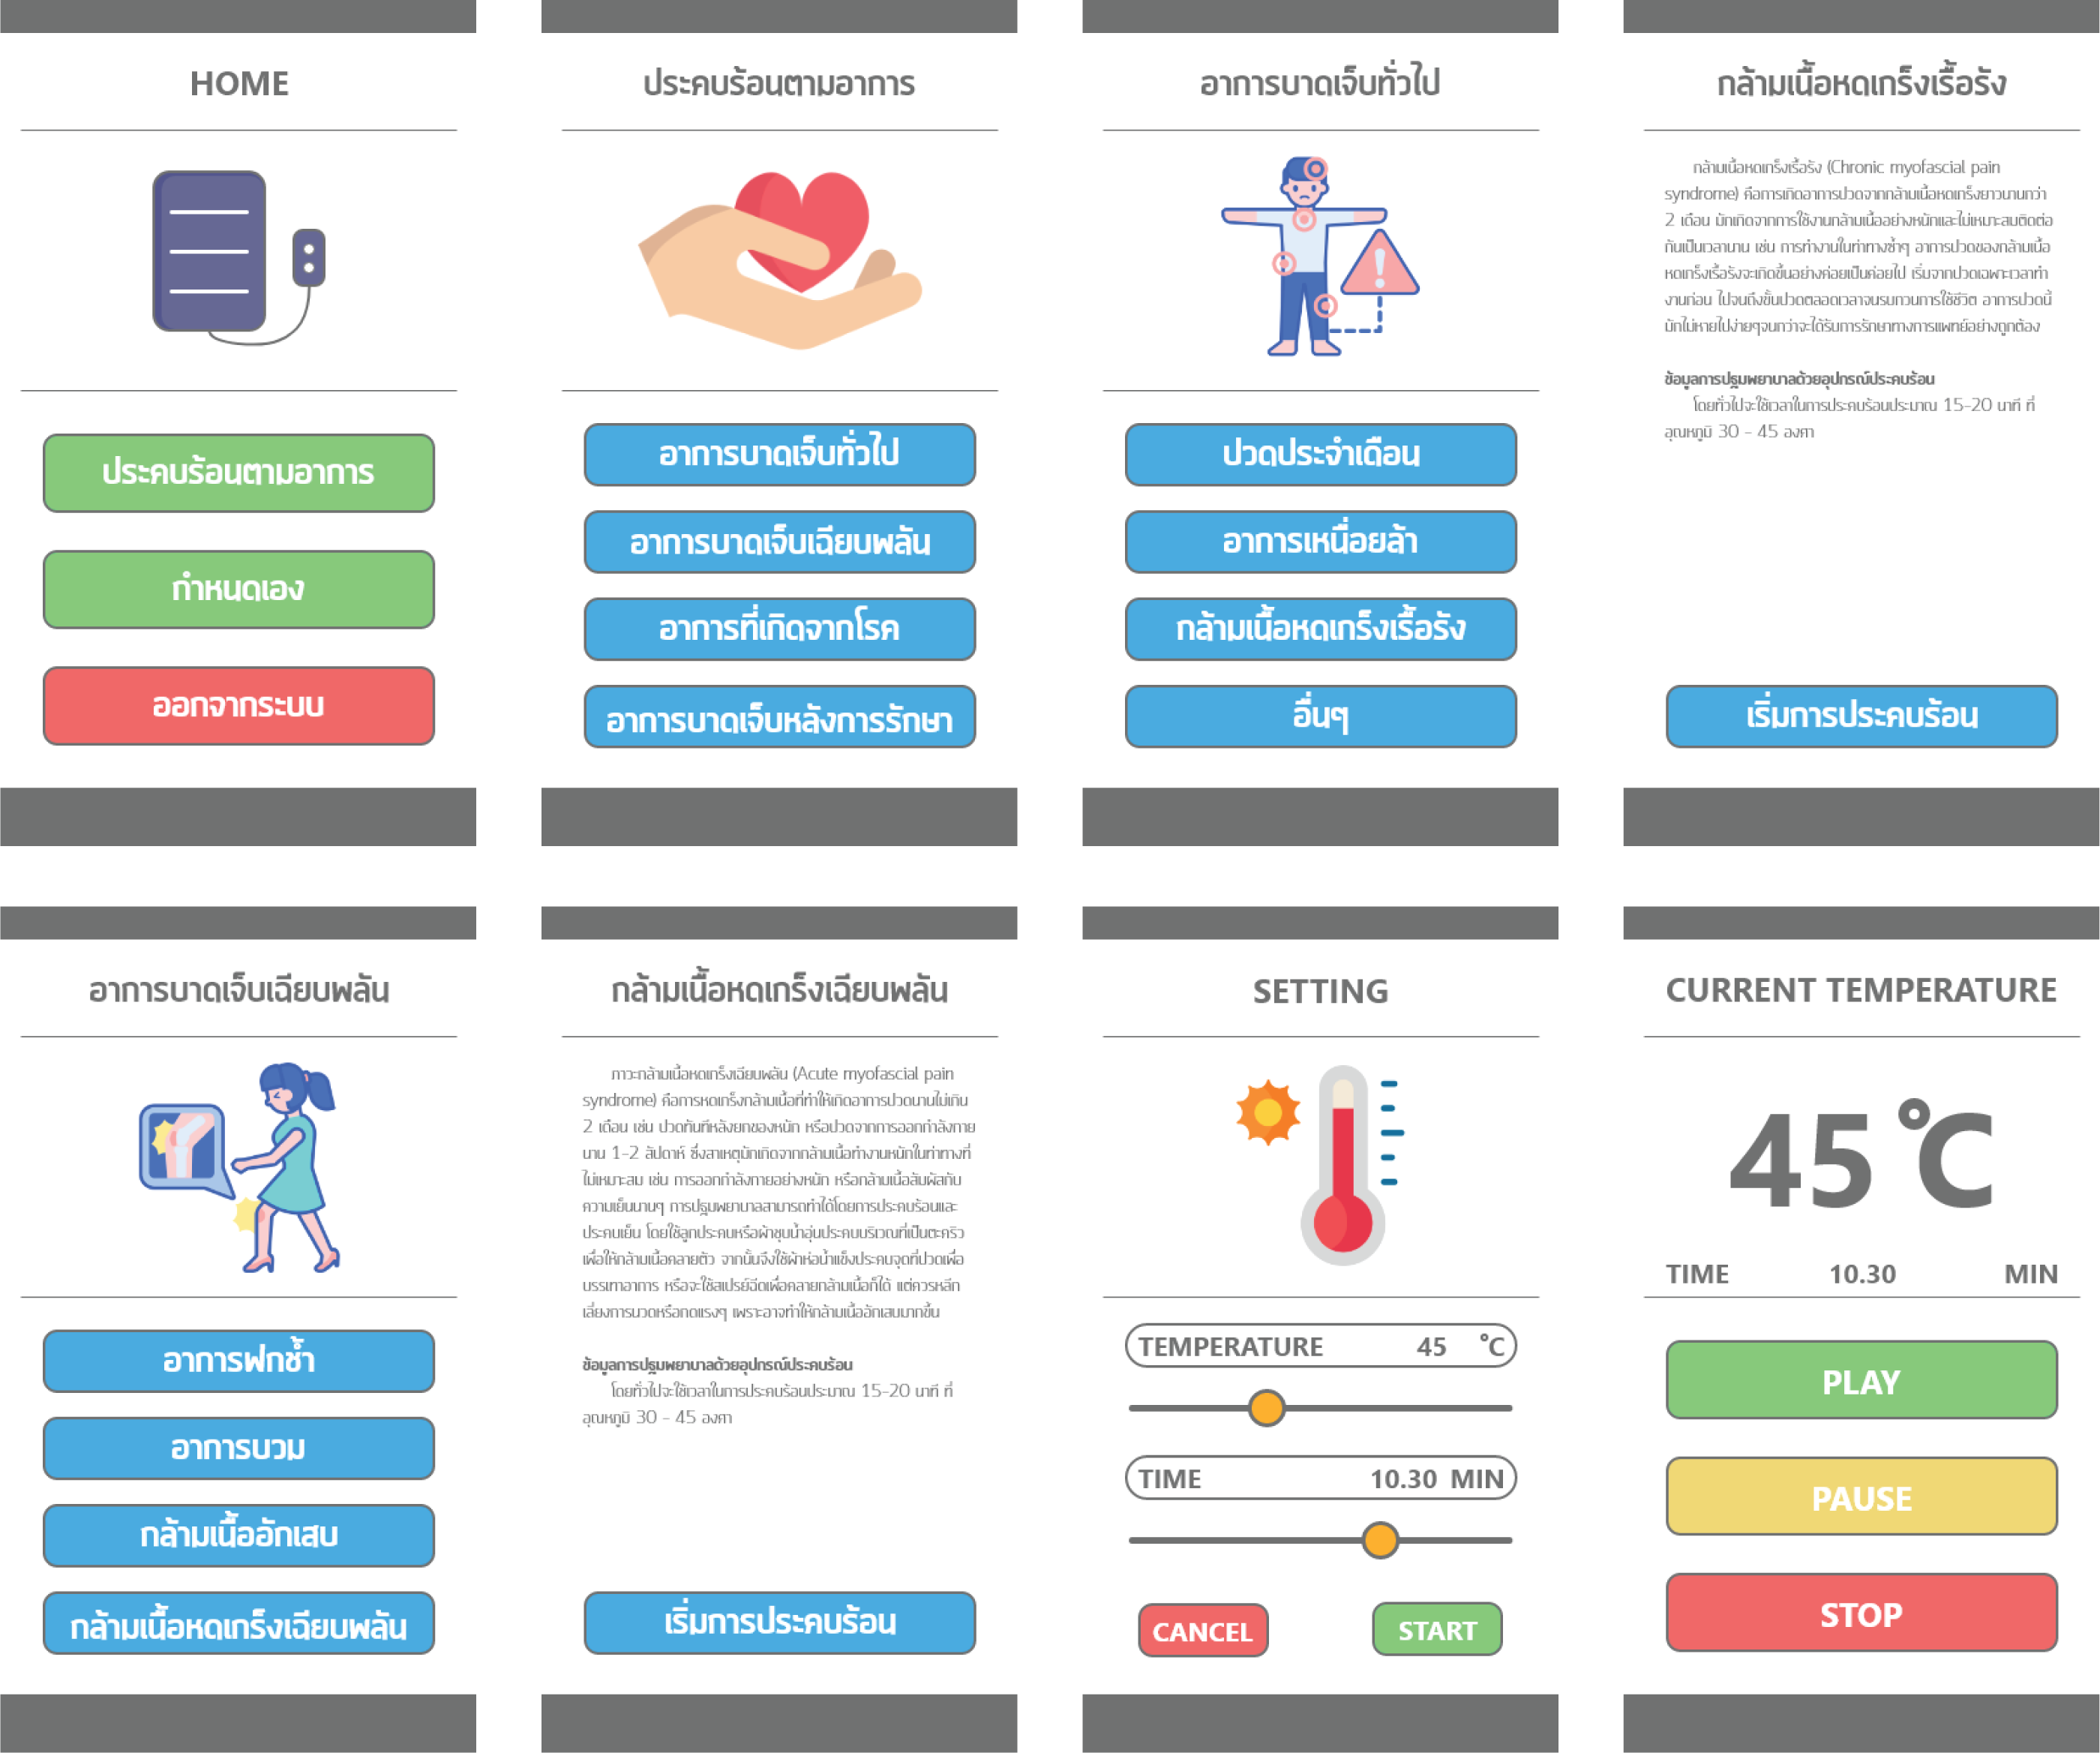 HOME
ประคบร้อนตามอาการ
กำหนดเอง
ออกจากระบบ
ประคบร้อนตามอาการ
อาการบาดเจ็บทั่วไป
อาการบาดเจ็บเฉียบพลัน
อาการที่เกิดจากโรค
อาการบาดเจ็บหลังการรักษา
อาการบาดเจ็บทั่วไป
ปวดประจำเดือน
อาการเหนื่อยล้า
กล้ามเนื้อหดเกร็งเรื้อรัง
อื่นๆ
กล้ามเนื้อหดเกร็งเรื้อรัง
กล้ามเนื้อหดเกร็งเรื้อรัง (Chronic myofascial pain
syndrome) คือการเกิดอาการปวดจากกล้ามเนื้อหดเกร็งยาวนานกว่า
2 เดือน มักเกิดจากการใช้งานกล้ามเนื้ออย่างหนักและไม่เหมาะสมติดต่อ
กันเป็นเวลานาน เช่น การทำงานในท่าทางซ้ำๆ อาการปวดของกล้ามเนื้อ
หดเกร็งเรื้อรังจะเกิดขึ้นอย่างค่อยเป็นค่อยไป เริ่มจากปวดเฉพาะเวลาทำ
งานก่อน ไปจนถึงขั้นปวดตลอดเวลาจนรบกวนการใช้ชีวิต อาการปวดนี้
มักไม่หายไปง่ายๆจนกว่าจะได้รับการรักษาทางการแพทย์อย่างถูกต้อง
ข้อมูลการปฐมพยาบาลด้วยอุปกรณ์ประคบร้อน
โดยทั่วไปจะใช้เวลาในการประคบร้อนประมาณ 15-20 นาที ที่
อุณหภูมิ 30 - 45 องศา
เริ่มการประคบร้อน
อาการบาดเจ็บเฉียบพลัน
อาการฟกช้ำ
อาการบวม
กล้ามเนื้ออักเสบ
กล้ามเนื้อหดเกร็งเฉียบพลัน
กล้ามเนื้อหดเกร็งเฉียบพลัน
ภาวะกล้ามเนื้อหดเกร็งเฉียบพลัน (Acute myofascial pain
syndrome) คือการหดเกร็งกล้ามเนื้อที่ทำให้เกิดอาการปวดนานไม่เกิน
2 เดือน เช่น ปวดทันทีหลังยกของหนัก หรือปวดจากการออกกำลังกาย
นาน 1-2 สัปดาห์ ซึ่งสาเหตุมักเกิดจากกล้ามเนื้อทำงานหนักในท่าทางที่
ไม่เหมาะสม เช่น การออกกำลังกายอย่างหนัก หรือกล้ามเนื้อสัมผัสกับ
ความเย็นนานๆ การปฐมพยาบาลสามารถทำได้โดยการประคบร้อนและ
ประคบเย็น โดยใช้ลูกประคบหรือผ้าชุบน้ำอุ่นประคบบริเวณที่เป็นตะคริว
เพื่อให้กล้ามเนื้อคลายตัว จากนั้นจึงใช้ผ้าห่อน้ำแข็งประคบจุดที่ปวดเพื่อ
บรรเทาอาการ หรือจะใช้สเปรย์ฉีดเพื่อคลายกล้ามเนื้อก็ได้ แต่ควรหลีก
เลี่ยงการนวดหรือกดแรงๆ เพราะอาจทำให้กล้ามเนื้ออักเสบมากขึ้น
ข้อมูลการปฐมพยาบาลด้วยอุปกรณ์ประคบร้อน
โดยทั่วไปจะใช้เวลาในการประคบร้อนประมาณ 15-20 นาที ที่
อุณหภูมิ 30 - 45 องศา
เริ่มการประคบร้อน
SETTING
TEMPERATURE 45 °C
TIME 10.30 MIN
CANCEL START
CURRENT TEMPERATURE
45 °C
TIME 10.30 MIN
PLAY
PAUSE
STOP